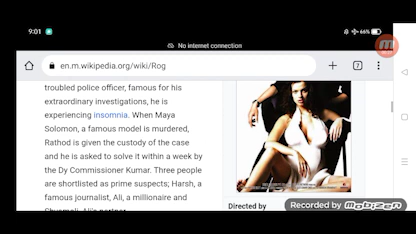 9:01
66%
No internet connection
en.m.wikipedia.org/wiki/Rog
7
troubled police officer, famous for his
extraordinary investigations, he is
experiencing insomnia. When Maya
Solomon, a famous model is murdered,
Rathod is given the custody of the case
and he is asked to solve it within a week by
the Dy Commissioner Kumar. Three people
are shortlisted as prime suspects; Harsh, a
famous journalist, Ali, a millionaire and
Directed by
Recorded by mobizen